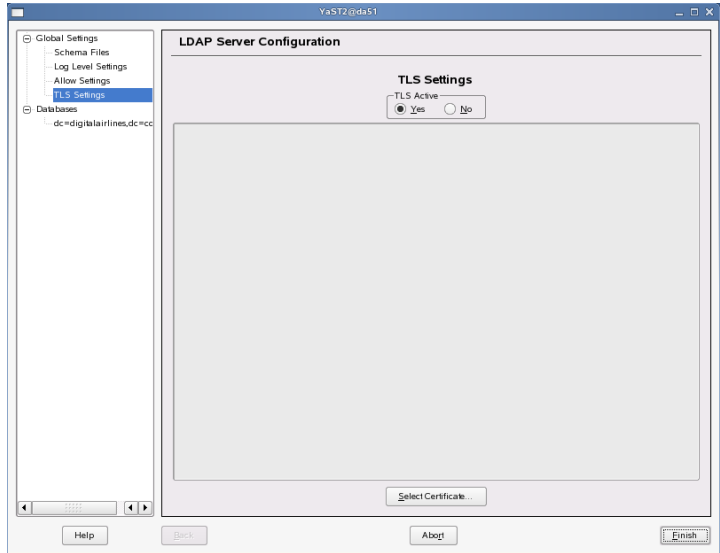 YaST2@da51
Global Settings
Schema Files
Log Level Settings
Allow Settings
TLS Settings
Databases
dc=digitalairlines,dc=cc
LDAP Server Configuration
TLS Settings
TLS Active
Yes No
Select Certificate...
Help Back Abort Finish